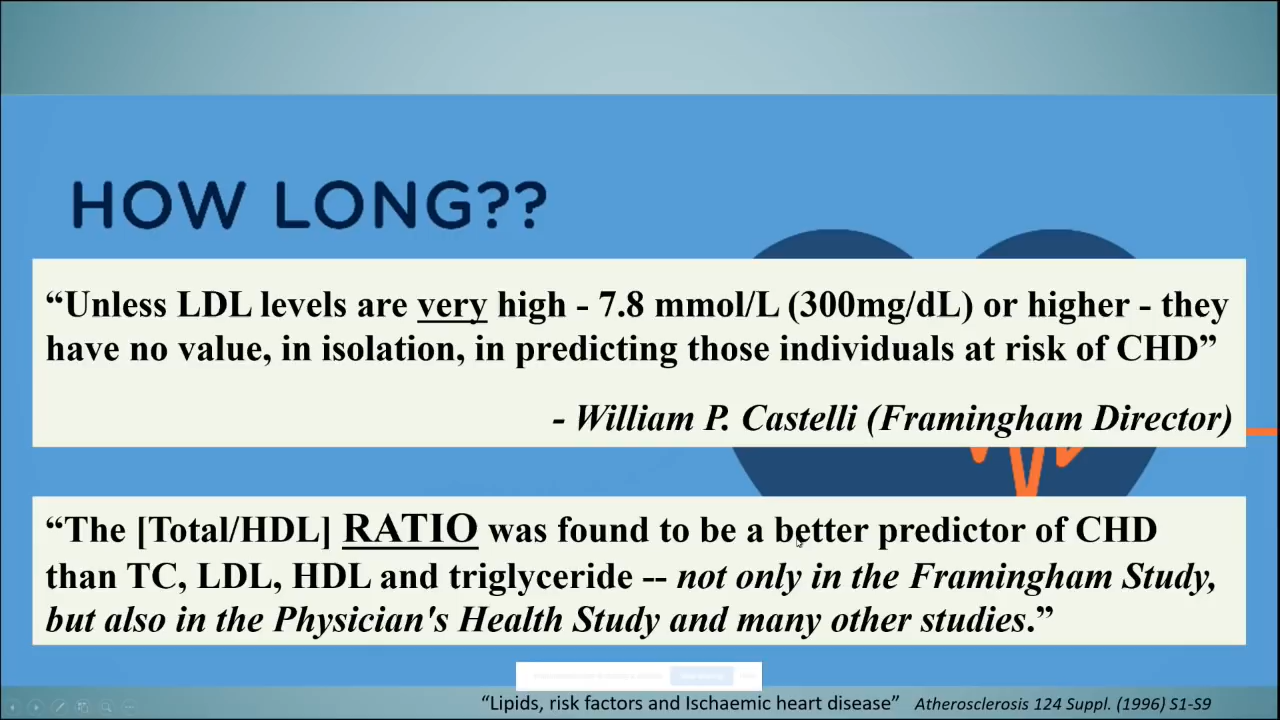 HOW LONG??
“Unless LDL levels are very high - 7.8 mmol/L (300mg/dL) or higher - they
have no value, in isolation, in predicting those individuals at risk of CHD”
- William P. Castelli (Framingham Director)
“The [Total/HDL] RATIO was found to be a better predictor of CHD
than TC, LDL, HDL and triglyceride -- not only in the Framingham Study,
but also in the Physician's Health Study and many other studies.”
“Lipids, risk factors and Ischaemic heart disease” Atherosclerosis 124 Suppl. (1996) S1-S9